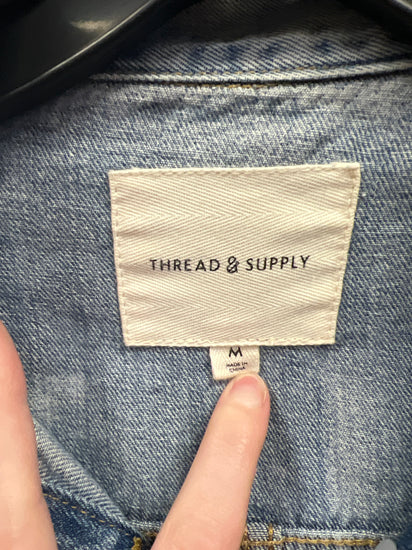 THREAD & SUPPLY
M
MADE IN
CHINA